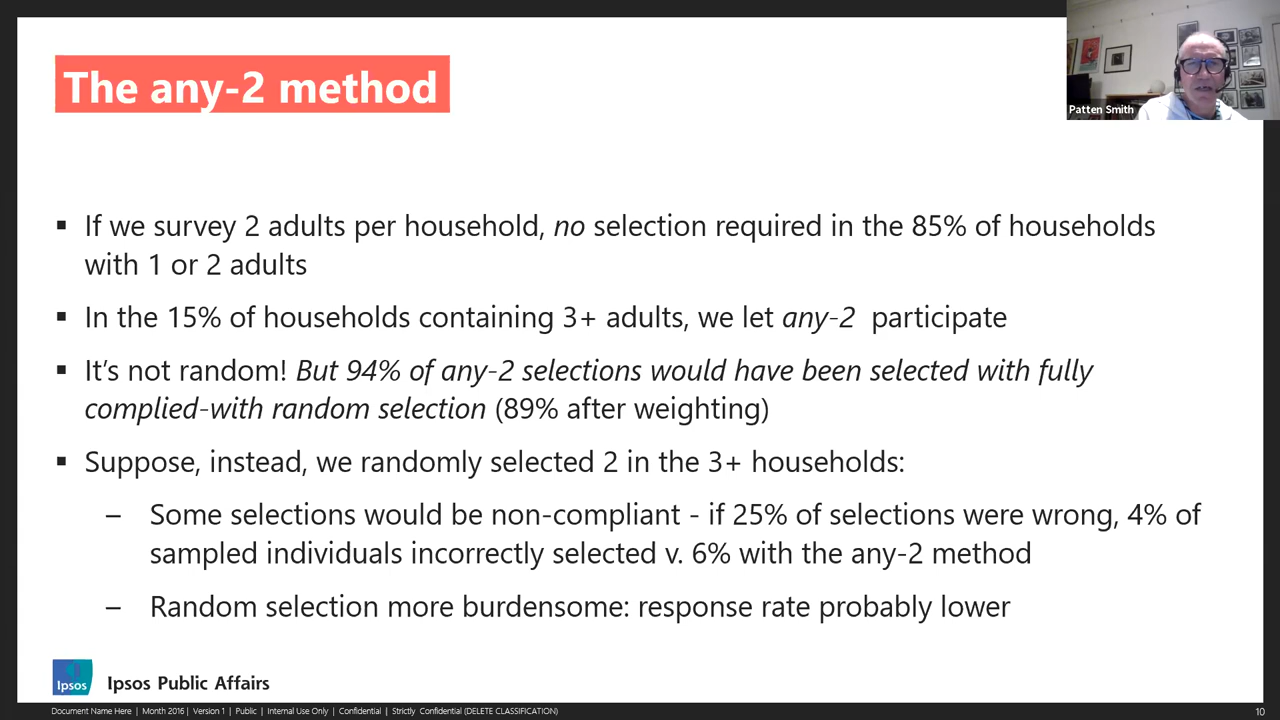 The any-2 method
Patten Smith
▪ If we survey 2 adults per household, no selection required in the 85% of households
with 1 or 2 adults
▪ In the 15% of households containing 3+ adults, we let any-2 participate
▪ It’s not random! But 94% of any-2 selections would have been selected with fully
complied-with random selection (89% after weighting)
▪ Suppose, instead, we randomly selected 2 in the 3+ households:
– Some selections would be non-compliant - if 25% of selections were wrong, 4% of
sampled individuals incorrectly selected v. 6% with the any-2 method
– Random selection more burdensome: response rate probably lower
Ipsos
Ipsos Public Affairs
Document Name Here | Month 2016 | Version 1 | Public | Internal Use Only | Confidential | Strictly Confidential (DELETE CLASSIFICATION)
10